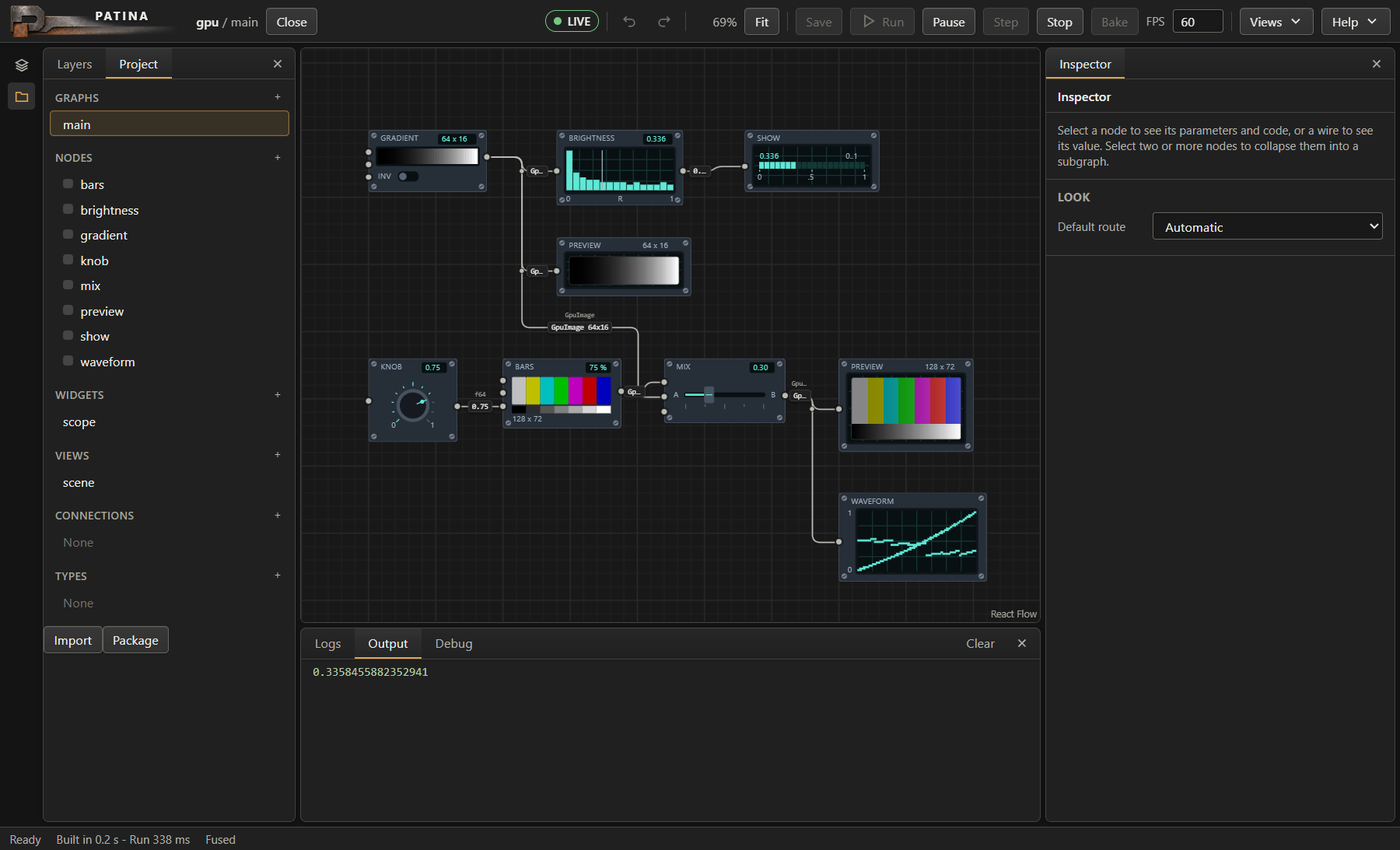 PATINA
gpu / main
Close
LIVE
69%
Fit
Save
Run
Pause
Step
Stop
Bake
FPS
60
Views
Help
Layers
Project
GRAPHS
main
NODES
bars
brightness
gradient
knob
mix
preview
show
waveform
WIDGETS
scope
VIEWS
scene
CONNECTIONS
None
TYPES
None
Import
Package
GRADIENT 64 x 16
INV
Gp…
BRIGHTNESS 0.336
0 R 1
0.…
SHOW
0.336 0..1
0 .5 1
Gp…
PREVIEW 64 x 16
GpuImage
GpuImage 64x16
KNOB 0.75
0 1
f64
0.75
BARS 75 %
128 x 72
Gp…
MIX 0.30
A B
Gpu…
Gp…
PREVIEW 128 x 72
WAVEFORM
1
0
React Flow
Logs
Output
Debug
Clear
0.3358455882352941
Inspector
Inspector
Select a node to see its parameters and code, or a wire to see
its value. Select two or more nodes to collapse them into a
subgraph.
LOOK
Default route
Automatic
Ready
Built in 0.2 s - Run 338 ms
Fused